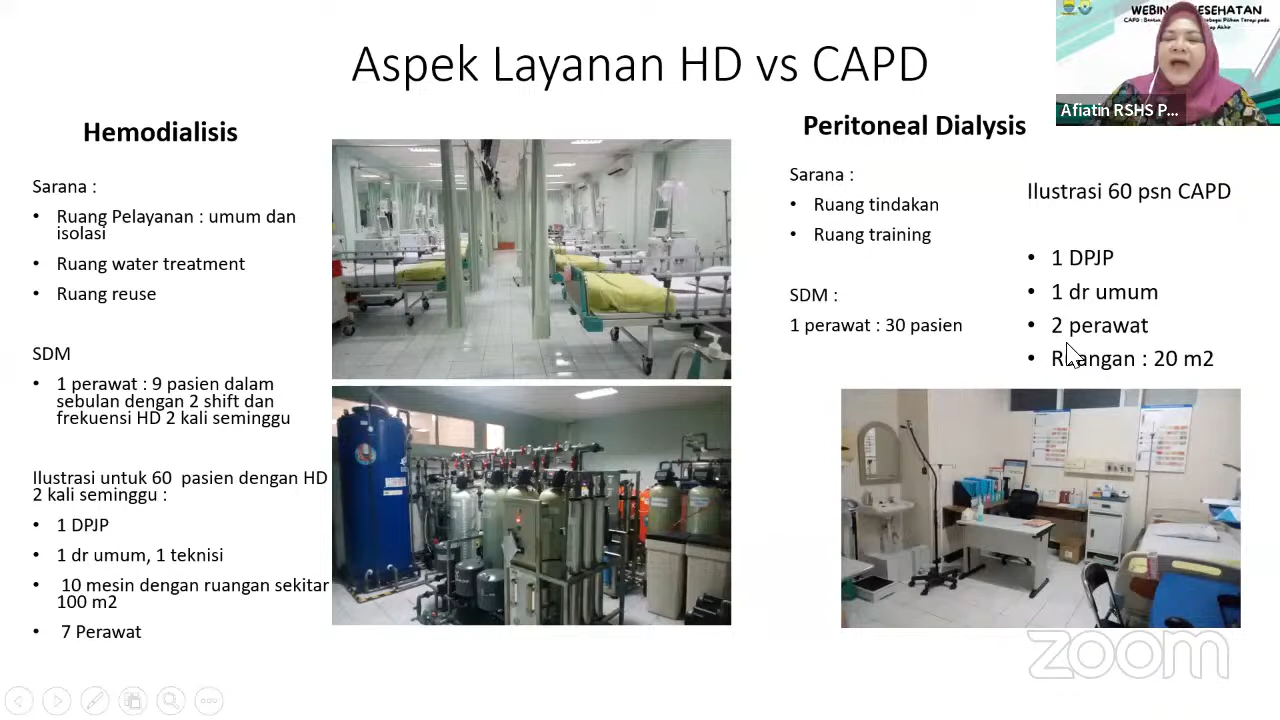 Aspek Layanan HD vs CAPD
WEBIN
KESEHATAN
Afiatin RSHS P...
Hemodialisis
Sarana :
• Ruang Pelayanan : umum dan
isolasi
• Ruang water treatment
• Ruang reuse
SDM
• 1 perawat : 9 pasien dalam
sebulan dengan 2 shift dan
frekuensi HD 2 kali seminggu
Ilustrasi untuk 60 pasien dengan HD
2 kali seminggu :
• 1 DPJP
• 1 dr umum, 1 teknisi
• 10 mesin dengan ruangan sekitar
100 m2
• 7 Perawat
Peritoneal Dialysis
Sarana :
• Ruang tindakan
• Ruang training
SDM :
1 perawat : 30 pasien
Ilustrasi 60 psn CAPD
• 1 DPJP
• 1 dr umum
• 2 perawat
• Ruangan : 20 m2
zoom